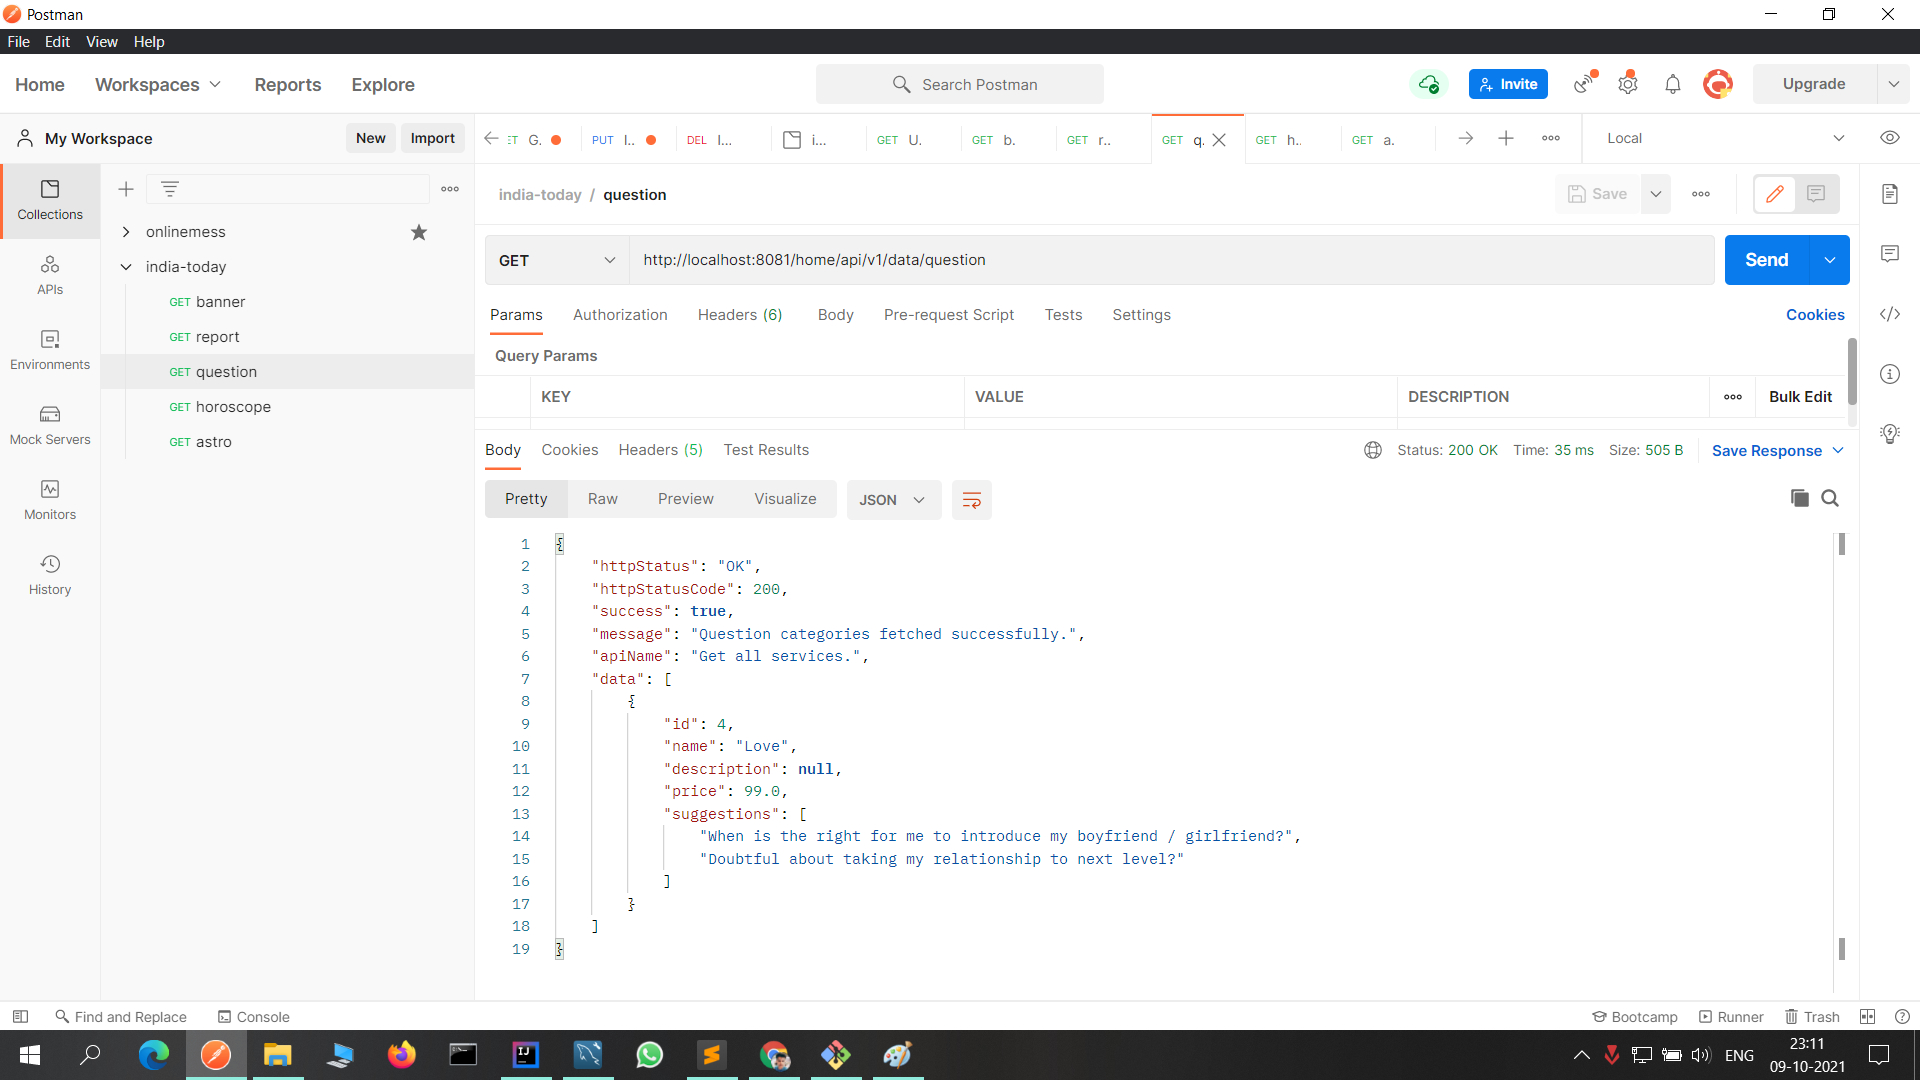 Postman
File Edit View Help
Home Workspaces Reports Explore
Search Postman
Invite
Upgrade
My Workspace
New Import
ET G.
PUT I..
DEL I...
i...
GET U.
GET b.
GET r..
GET q.
GET h..
GET a.
Local
Collections
APIs
Environments
Mock Servers
Monitors
History
onlinemess
india-today
GET banner
GET report
GET question
GET horoscope
GET astro
india-today / question
Save
GET http://localhost:8081/home/api/v1/data/question
Send
Params Authorization Headers (6) Body Pre-request Script Tests Settings
Cookies
Query Params
KEY VALUE DESCRIPTION Bulk Edit
Body Cookies Headers (5) Test Results
Status: 200 OK Time: 35 ms Size: 505 B Save Response
Pretty Raw Preview Visualize JSON
1 {
2 "httpStatus": "OK",
3 "httpStatusCode": 200,
4 "success": true,
5 "message": "Question categories fetched successfully.",
6 "apiName": "Get all services.",
7 "data": [
8 {
9 "id": 4,
10 "name": "Love",
11 "description": null,
12 "price": 99.0,
13 "suggestions": [
14 "When is the right for me to introduce my boyfriend / girlfriend?",
15 "Doubtful about taking my relationship to next level?"
16 ]
17 }
18 ]
19 }
Find and Replace Console
Bootcamp Runner Trash
ENG
23:11
09-10-2021